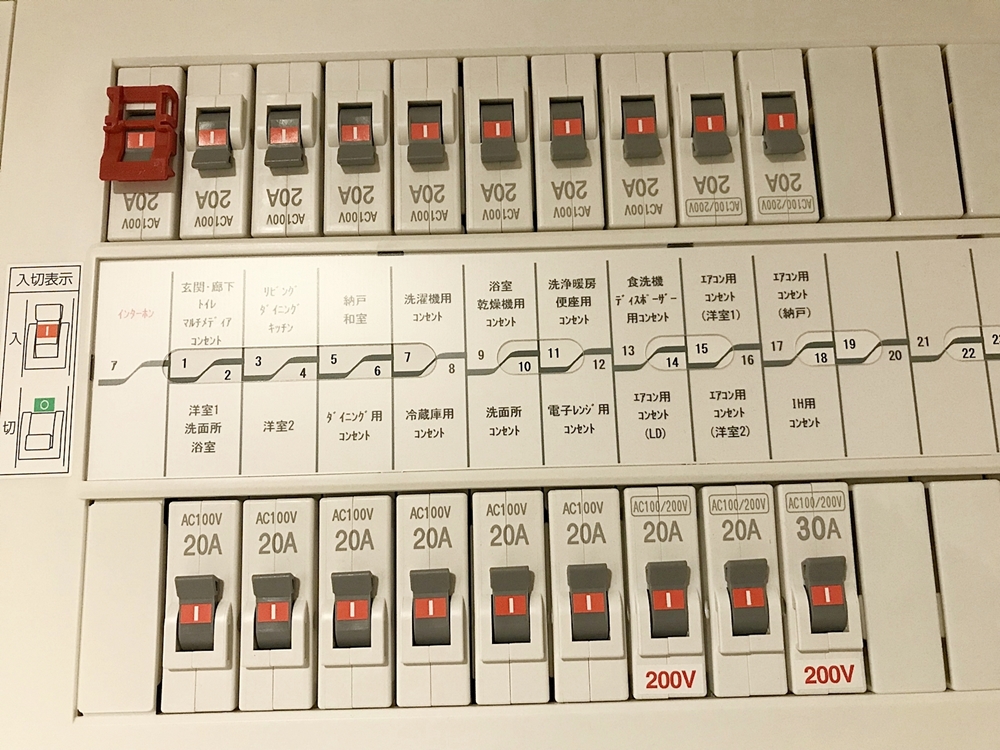 AC100V 20A
AC100V 20A
AC100V 20A
AC100V 20A
AC100V 20A
AC100V 20A
AC100V 20A
AC100V 20A
AC100/200V 20A
AC100/200V 20A
入切表示
入
切
インターホン
7
玄関・廊下
トイレ
マルチメディア
コンセント
リビング
ダイニング
キッチン
納戸
和室
洗濯機用
コンセント
浴室
乾燥機用
コンセント
洗浄暖房
便座用
コンセント
食洗機
ディスポーザー
用コンセント
エアコン用
コンセント
(洋室1)
エアコン用
コンセント
(納戸)
1 2 3 4 5 6 7 8 9 10 11 12 13 14 15 16 17 18 19 20 21 22
洋室1
洗面所
浴室
洋室2
ダイニング用
コンセント
冷蔵庫用
コンセント
洗面所
コンセント
電子レンジ用
コンセント
エアコン用
コンセント
(LD)
エアコン用
コンセント
(洋室2)
IH用
コンセント
AC100V
20A
AC100V
20A
AC100V
20A
AC100V
20A
AC100V
20A
AC100V
20A
AC100/200V
20A
200V
AC100/200V
20A
AC100/200V
30A
200V